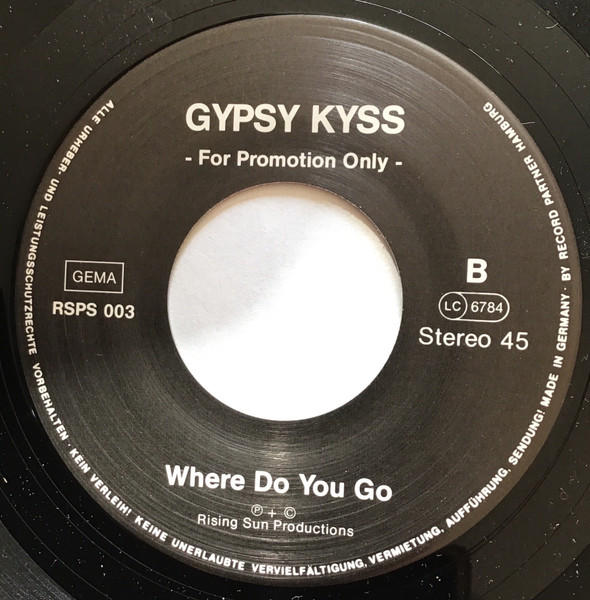 GYPSY KYSS
- For Promotion Only -
GEMA
RSPS 003
B
LC 6784
Stereo 45
Where Do You Go
℗ + ©
Rising Sun Productions
ALLE URHEBER- UND LEISTUNGSSCHUTZRECHTE VORBEHALTEN · KEIN VERLEIH! KEINE UNERLAUBTE VERVIELFÄLTIGUNG, VERMIETUNG, AUFFÜHRUNG, SENDUNG! MADE IN GERMANY · BY RECORD PARTNER HAMBURG